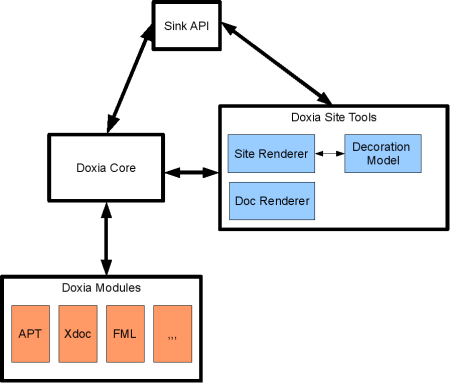 Sink API
Doxia Site Tools
Site Renderer
Decoration
Model
Doxia Core
Doc Renderer
Doxia Modules
APT
Xdoc
FML
,,,